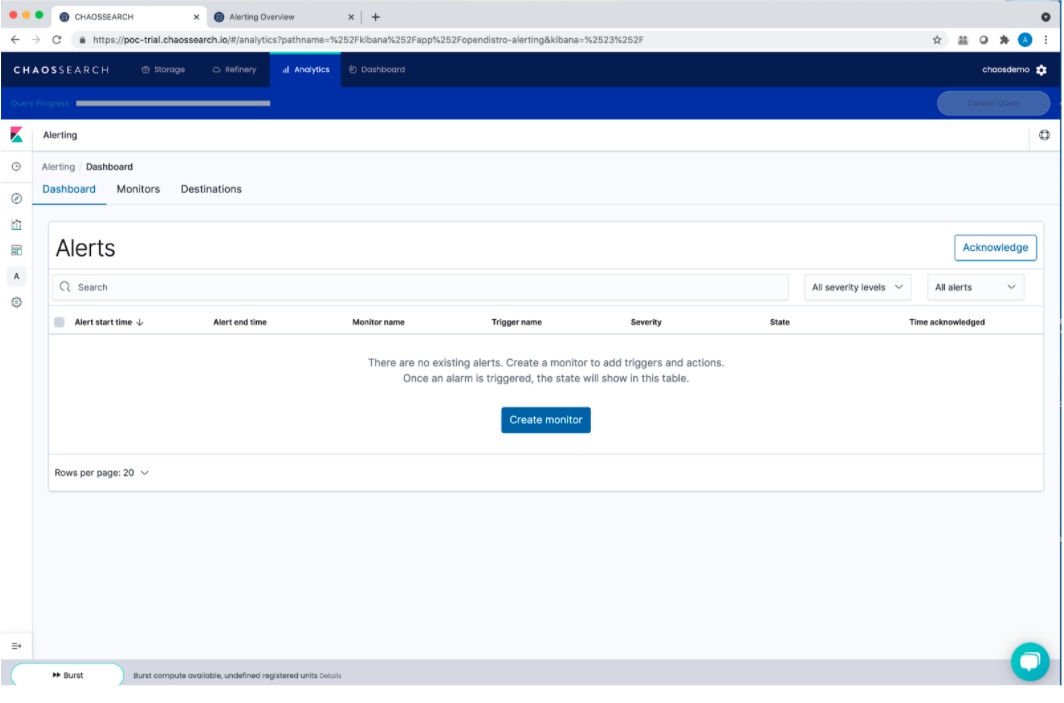 CHAOSSEARCH
Alerting Overview
https://poc-trial.chaossearch.io/#/analytics?pathname=%252Fkibana%252Fapp%252Fopendistro-alerting&kibana=%2523%252F
A
CHAOSSEARCH
Storage
Refinery
Analytics
Dashboard
chaosdemo
Query Progress
Cancel Query
Alerting
Alerting / Dashboard
Dashboard
Monitors
Destinations
A
Alerts
Acknowledge
Search
All severity levels
All alerts
Alert start time
Alert end time
Monitor name
Trigger name
Severity
State
Time acknowledged
There are no existing alerts. Create a monitor to add triggers and actions.
Once an alarm is triggered, the state will show in this table.
Create monitor
Rows per page: 20
Burst
Burst compute available, undefined registered units Details